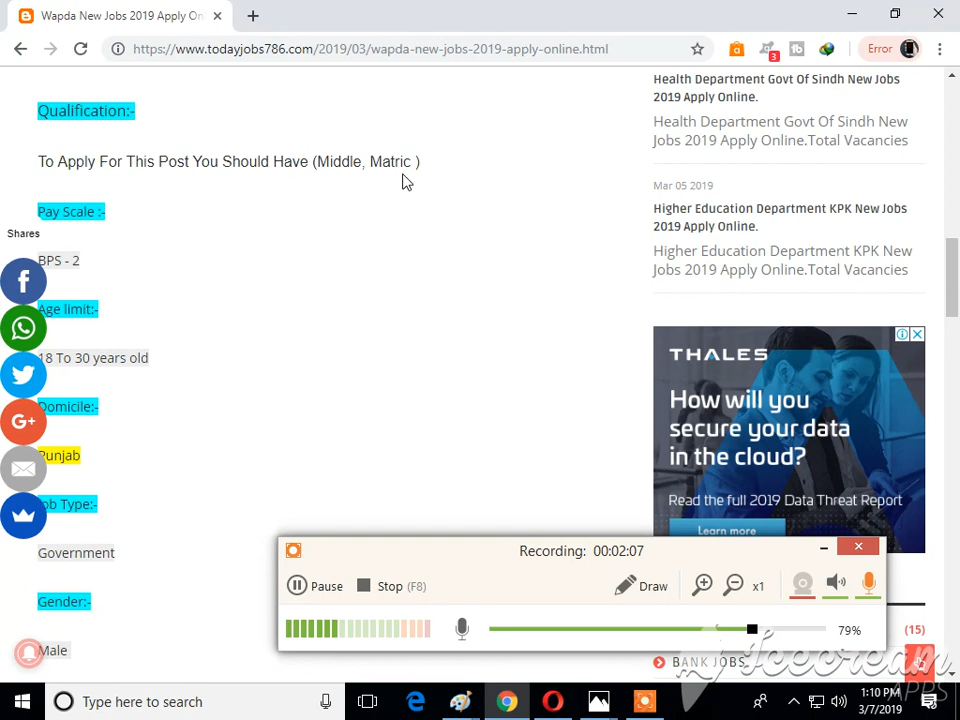 Wapda New Jobs 2019 Apply On
https://www.todayjobs786.com/2019/03/wapda-new-jobs-2019-apply-online.html
Error
3
Qualification:-
To Apply For This Post You Should Have (Middle, Matric )
Pay Scale :-
Shares
BPS - 2
Age limit:-
18 To 30 years old
Domicile:-
Punjab
Job Type:-
Government
Gender:-
Male
Health Department Govt Of Sindh New Jobs
2019 Apply Online.
Health Department Govt Of Sindh New
Jobs 2019 Apply Online.Total Vacancies
Mar 05 2019
Higher Education Department KPK New Jobs
2019 Apply Online.
Higher Education Department KPK New
Jobs 2019 Apply Online.Total Vacancies
THALES
How will you
secure your data
in the cloud?
Read the full 2019 Data Threat Report
Learn more
Recording: 00:02:07
Pause
Stop (F8)
Draw
x1
79%
(15)
BANK JOBS
Icecream
APPS
Type here to search
1:10 PM
3/7/2019